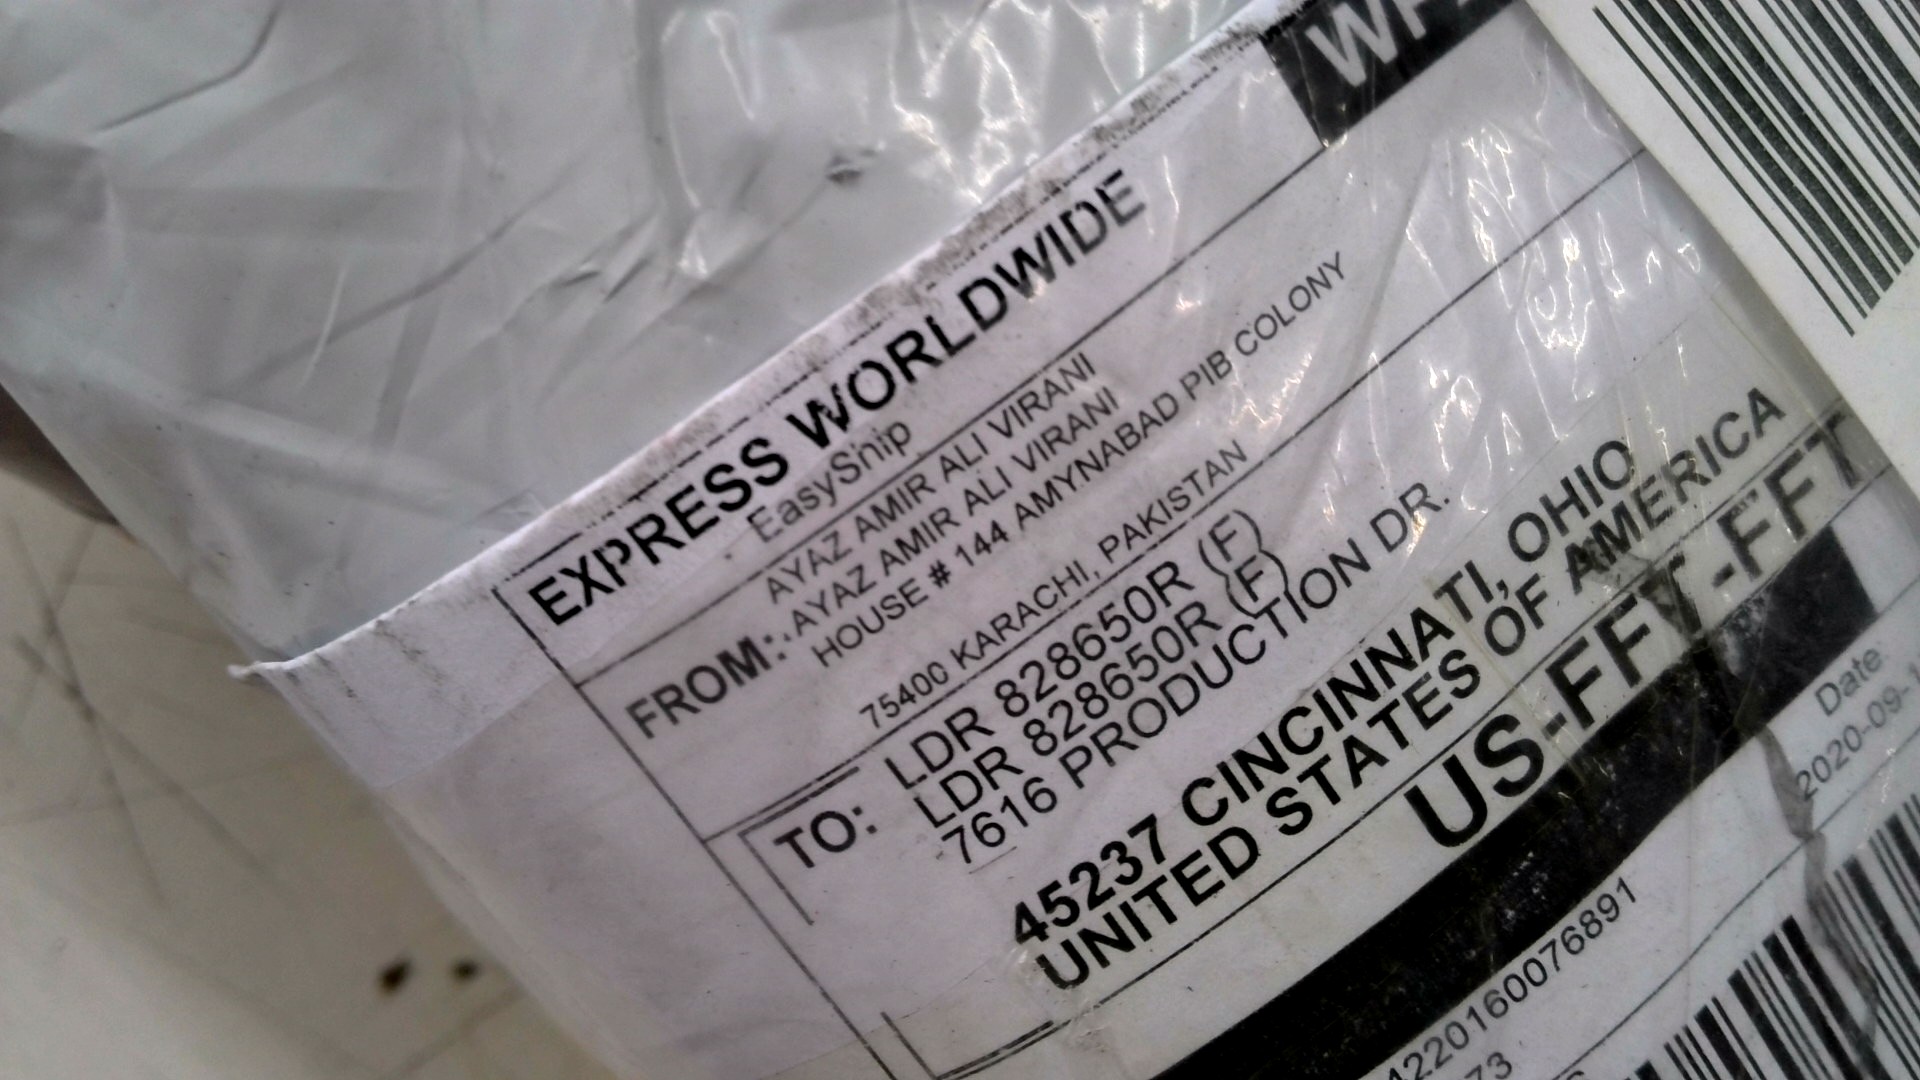 EXPRESS WORLDWIDE
EasyShip
FROM: AYAZ AMIR ALI VIRANI
AYAZ AMIR ALI VIRANI
HOUSE # 144 AMYNABAD PIB COLONY
75400 KARACHI, PAKISTAN
TO: LDR 828650R (F)
LDR 828650R (F)
7616 PRODUCTION DR.
45237 CINCINNATI, OHIO
UNITED STATES OF AMERICA
US-FFT-FFT
Date:
2020-09-